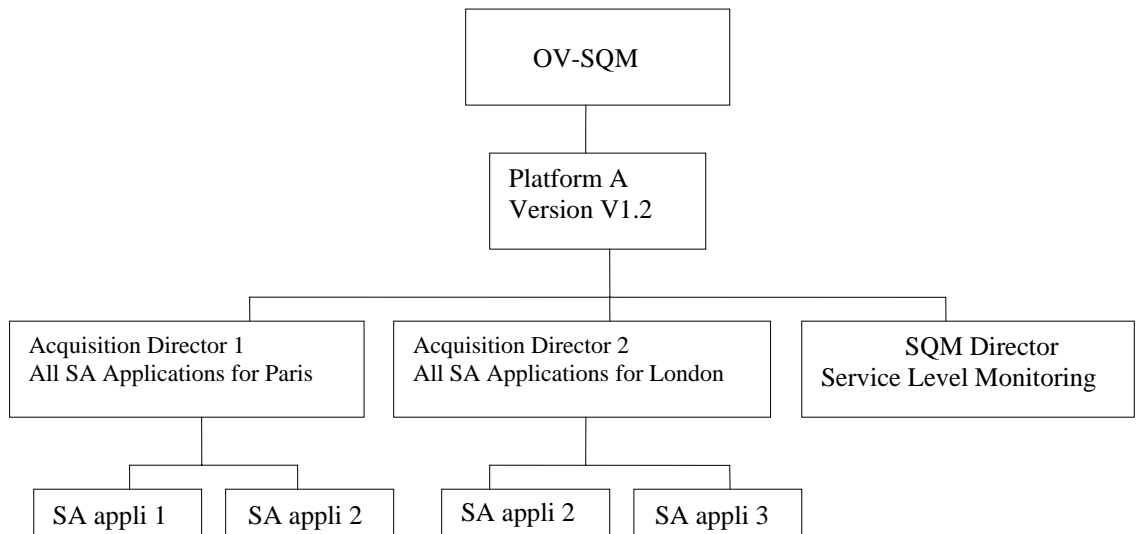 OV-SQM
Platform A
Version V1.2
Acquisition Director 1
All SA Applications for Paris
Acquisition Director 2
All SA Applications for London
SQM Director
Service Level Monitoring
SA appli 1
SA appli 2
SA appli 2
SA appli 3